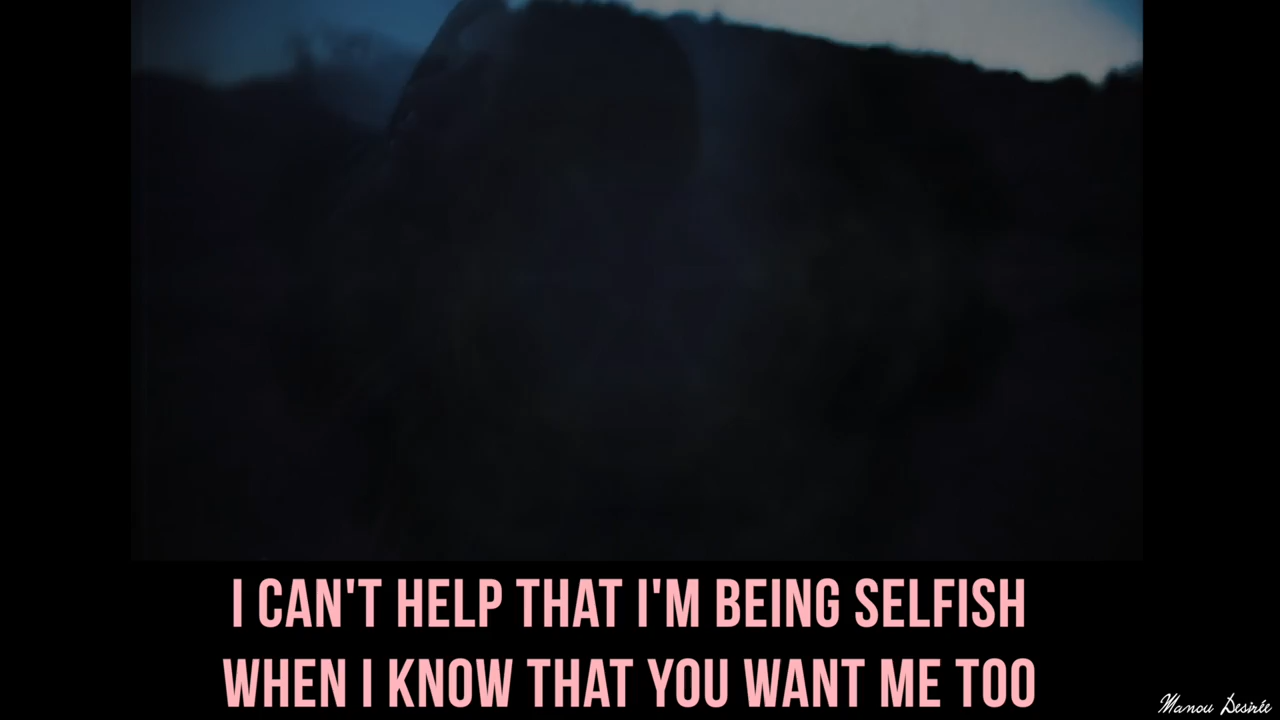 I CAN'T HELP THAT I'M BEING SELFISH
WHEN I KNOW THAT YOU WANT ME TOO
Manou Desirée